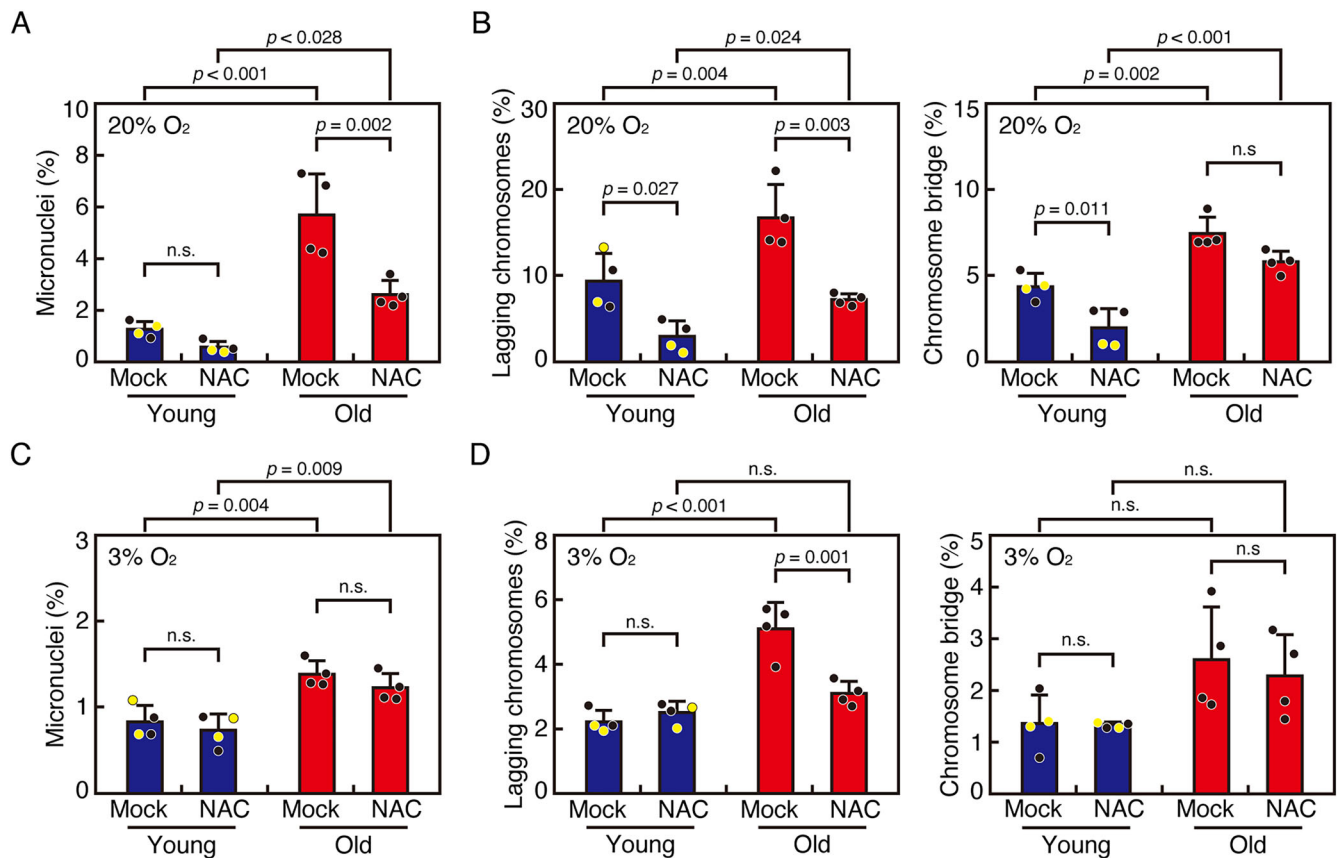 A
p < 0.028
p < 0.001
Micronuclei (%)
10
8
6
4
2
0
20% O₂
n.s.
p = 0.002
Mock
NAC
Mock
NAC
Young
Old
B
p = 0.024
p = 0.004
Lagging chromosomes (%)
30
20
10
0
20% O₂
p = 0.027
p = 0.003
Mock
NAC
Mock
NAC
Young
Old
p < 0.001
p = 0.002
Chromosome bridge (%)
15
10
5
0
20% O₂
p = 0.011
n.s
Mock
NAC
Mock
NAC
Young
Old
C
p = 0.009
p = 0.004
Micronuclei (%)
3
2
1
0
3% O₂
n.s.
n.s.
Mock
NAC
Mock
NAC
Young
Old
D
n.s.
p < 0.001
Lagging chromosomes (%)
8
6
4
2
0
3% O₂
n.s.
p = 0.001
Mock
NAC
Mock
NAC
Young
Old
n.s.
n.s.
Chromosome bridge (%)
5
4
3
2
1
0
3% O₂
n.s.
n.s
Mock
NAC
Mock
NAC
Young
Old